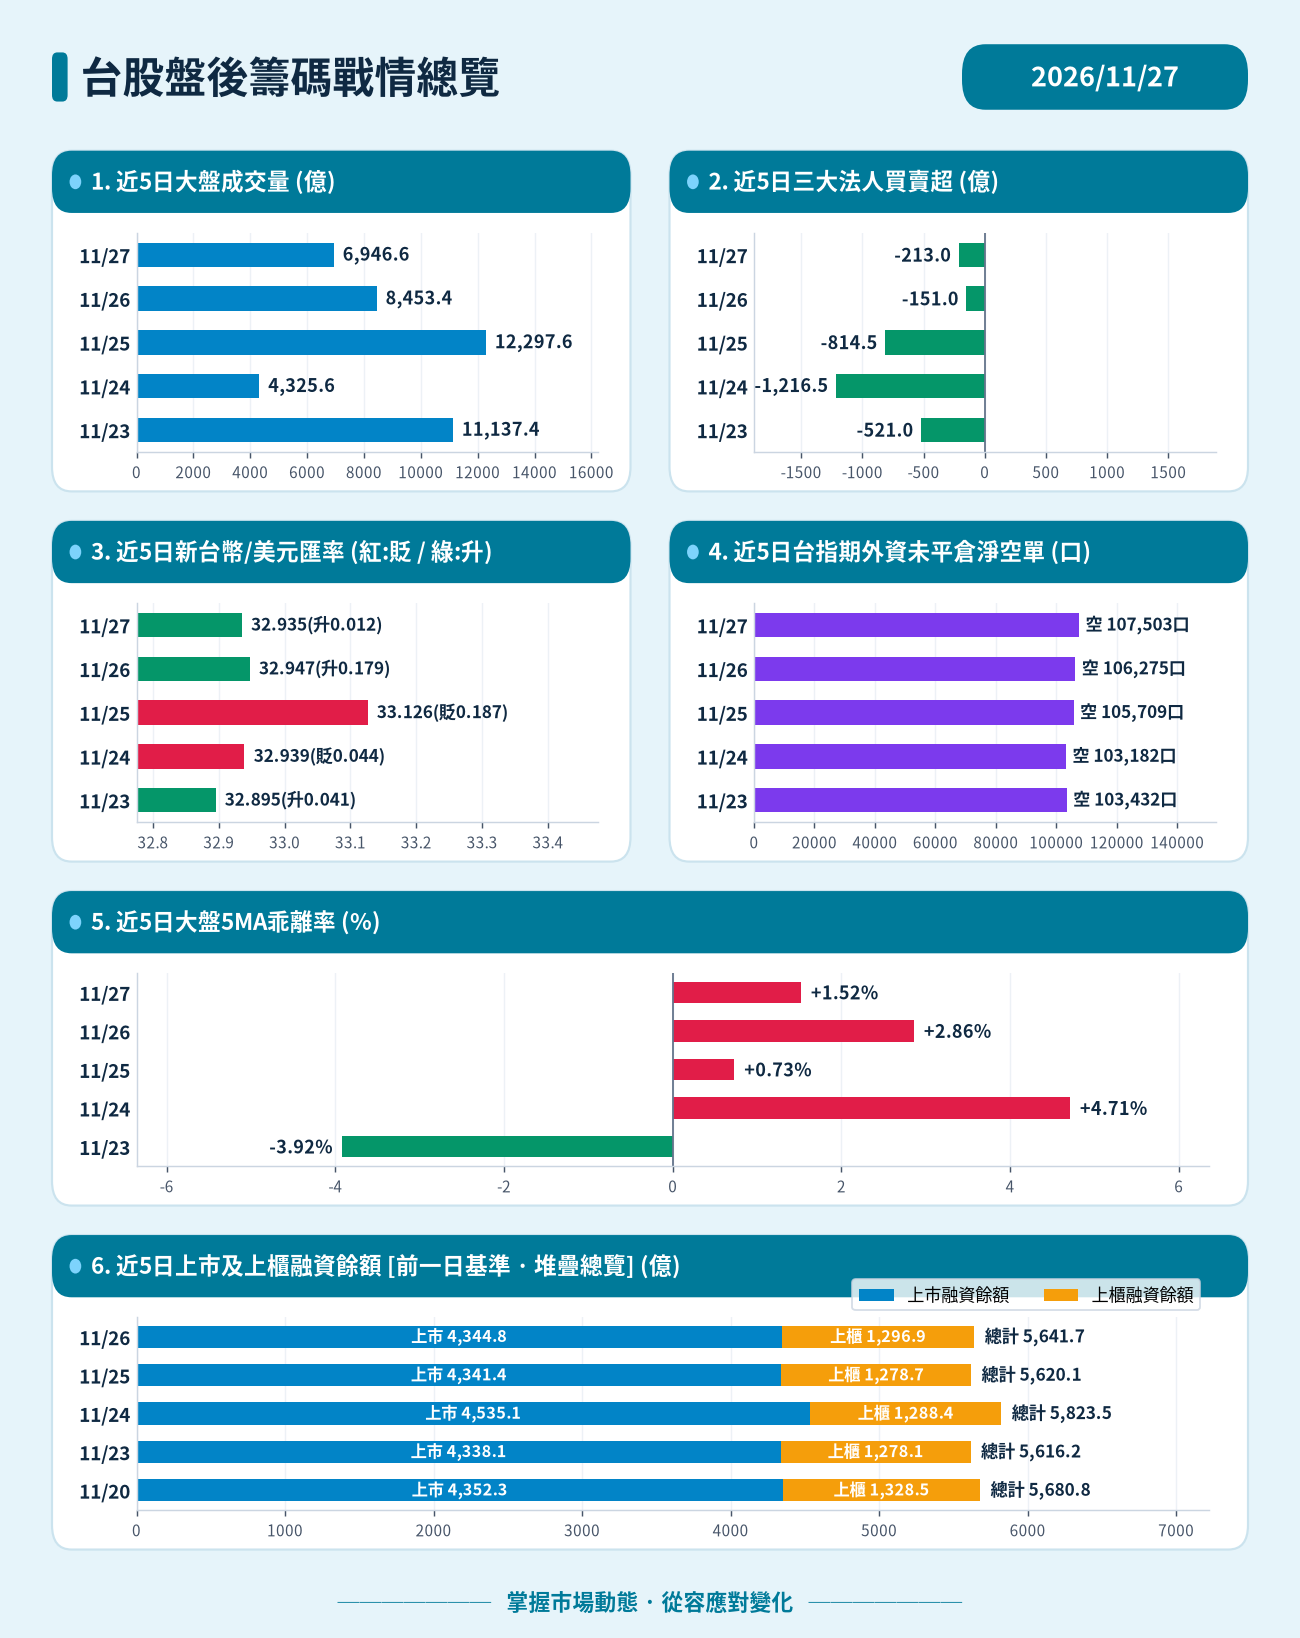 台股盤後籌碼戰情總覽
2026/11/27
1. 近5日大盤成交量 (億)
11/27 6,946.6
11/26 8,453.4
11/25 12,297.6
11/24 4,325.6
11/23 11,137.4
0 2000 4000 6000 8000 10000 12000 14000 16000
2. 近5日三大法人買賣超 (億)
11/27 -213.0
11/26 -151.0
11/25 -814.5
11/24 -1,216.5
11/23 -521.0
-1500 -1000 -500 0 500 1000 1500
3. 近5日新台幣/美元匯率 (紅:貶 / 綠:升)
11/27 32.935(升0.012)
11/26 32.947(升0.179)
11/25 33.126(貶0.187)
11/24 32.939(貶0.044)
11/23 32.895(升0.041)
32.8 32.9 33.0 33.1 33.2 33.3 33.4
4. 近5日台指期外資未平倉淨空單 (口)
11/27 空 107,503口
11/26 空 106,275口
11/25 空 105,709口
11/24 空 103,182口
11/23 空 103,432口
0 20000 40000 60000 80000 100000 120000 140000
5. 近5日大盤5MA乖離率 (%)
11/27 +1.52%
11/26 +2.86%
11/25 +0.73%
11/24 +4.71%
11/23 -3.92%
-6 -4 -2 0 2 4 6
6. 近5日上市及上櫃融資餘額 [前一日基準 · 堆疊總覽] (億)
上市融資餘額 上櫃融資餘額
11/26 上市 4,344.8 上櫃 1,296.9 總計 5,641.7
11/25 上市 4,341.4 上櫃 1,278.7 總計 5,620.1
11/24 上市 4,535.1 上櫃 1,288.4 總計 5,823.5
11/23 上市 4,338.1 上櫃 1,278.1 總計 5,616.2
11/20 上市 4,352.3 上櫃 1,328.5 總計 5,680.8
0 1000 2000 3000 4000 5000 6000 7000
掌握市場動態 · 從容應對變化